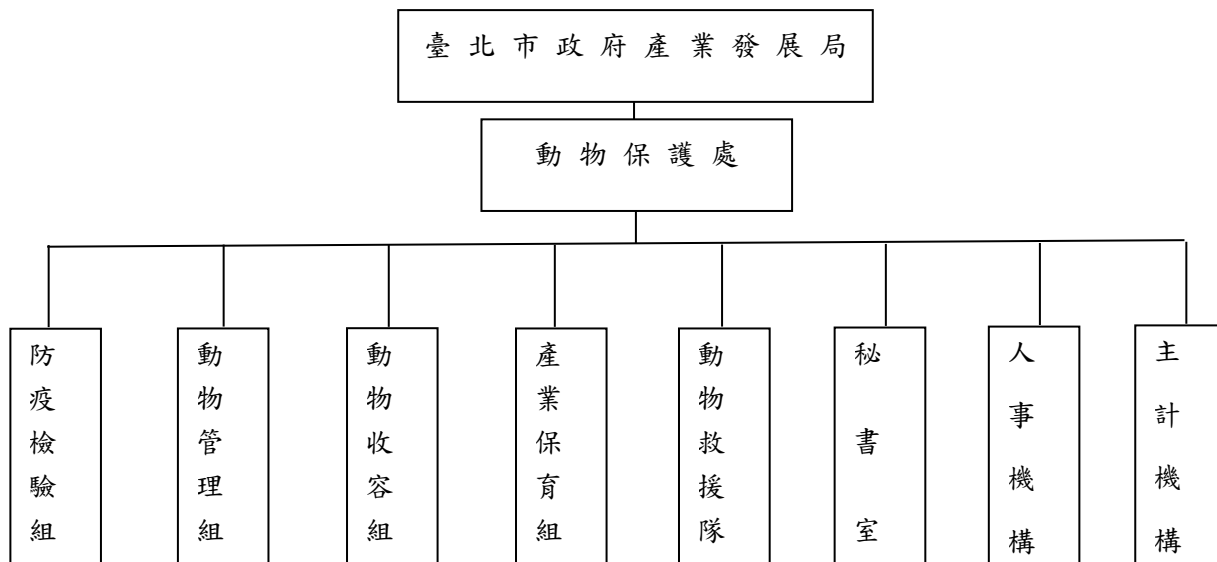 臺北市政府產業發展局
動物保護處
防疫檢驗組
動物管理組
動物收容組
產業保育組
動物救援隊
秘書室
人事機構
主計機構